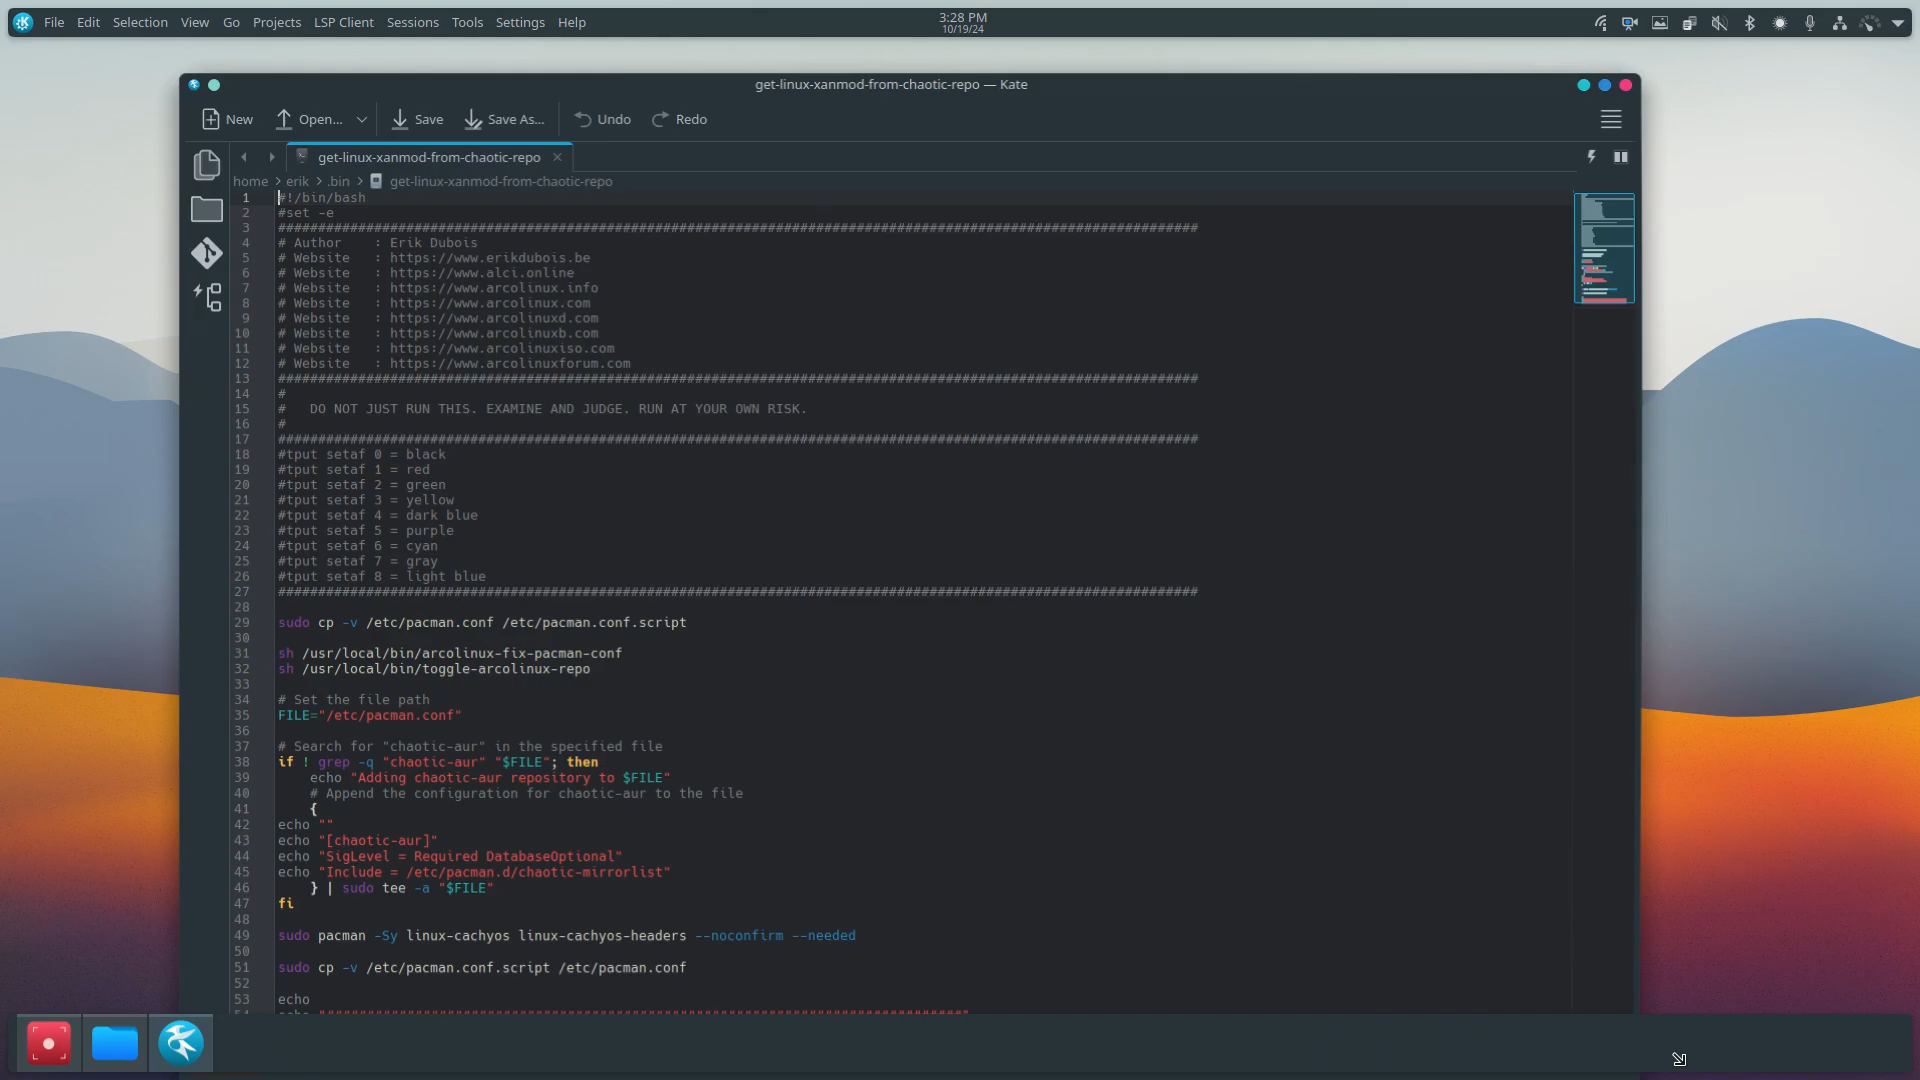 File Edit Selection View Go Projects LSP Client Sessions Tools Settings Help
3:28 PM
10/19/24
get-linux-xanmod-from-chaotic-repo — Kate
New Open... Save Save As... Undo Redo
get-linux-xanmod-from-chaotic-repo
home > erik > .bin > get-linux-xanmod-from-chaotic-repo
1 #!/bin/bash
2 #set -e
3 ###################################################################################################################
4 # Author    : Erik Dubois
5 # Website   : https://www.erikdubois.be
6 # Website   : https://www.alci.online
7 # Website   : https://www.arcolinux.info
8 # Website   : https://www.arcolinux.com
9 # Website   : https://www.arcolinuxd.com
10 # Website   : https://www.arcolinuxb.com
11 # Website   : https://www.arcolinuxiso.com
12 # Website   : https://www.arcolinuxforum.com
13 ###################################################################################################################
14 #
15 #   DO NOT JUST RUN THIS. EXAMINE AND JUDGE. RUN AT YOUR OWN RISK.
16 #
17 ###################################################################################################################
18 #tput setaf 0 = black
19 #tput setaf 1 = red
20 #tput setaf 2 = green
21 #tput setaf 3 = yellow
22 #tput setaf 4 = dark blue
23 #tput setaf 5 = purple
24 #tput setaf 6 = cyan
25 #tput setaf 7 = gray
26 #tput setaf 8 = light blue
27 ###################################################################################################################
28
29 sudo cp -v /etc/pacman.conf /etc/pacman.conf.script
30
31 sh /usr/local/bin/arcolinux-fix-pacman-conf
32 sh /usr/local/bin/toggle-arcolinux-repo
33
34 # Set the file path
35 FILE="/etc/pacman.conf"
36
37 # Search for "chaotic-aur" in the specified file
38 if ! grep -q "chaotic-aur" "$FILE"; then
39     echo "Adding chaotic-aur repository to $FILE"
40     # Append the configuration for chaotic-aur to the file
41     {
42 echo ""
43 echo "[chaotic-aur]"
44 echo "SigLevel = Required DatabaseOptional"
45 echo "Include = /etc/pacman.d/chaotic-mirrorlist"
46     } | sudo tee -a "$FILE"
47 fi
48
49 sudo pacman -Sy linux-cachyos linux-cachyos-headers --noconfirm --needed
50
51 sudo cp -v /etc/pacman.conf.script /etc/pacman.conf
52
53 echo